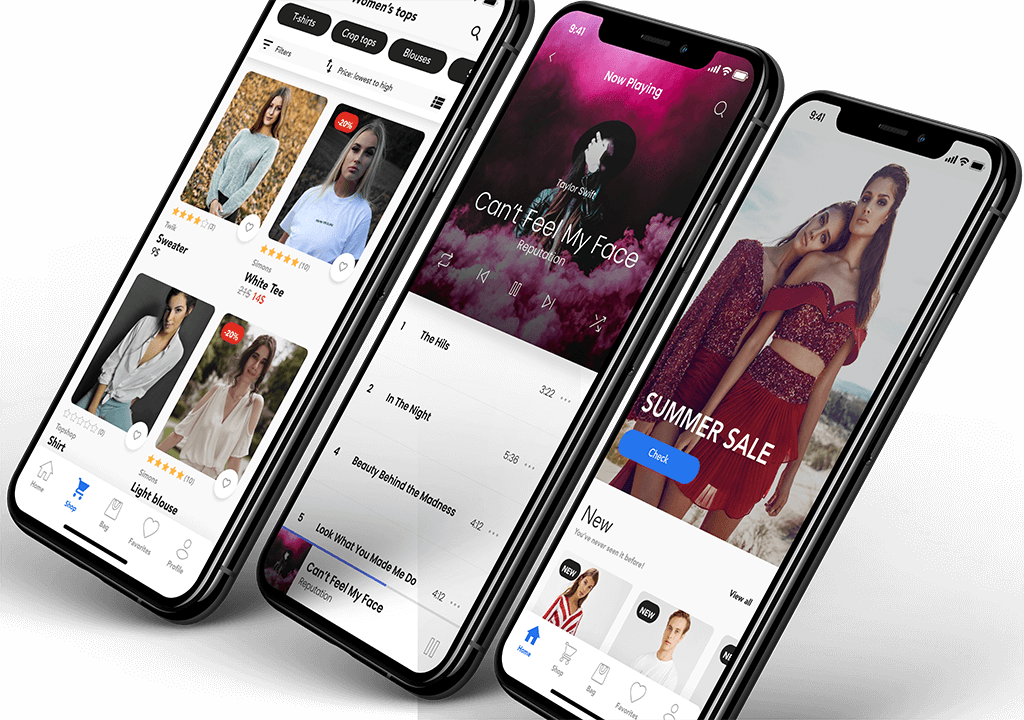 Women's tops
T-shirts
Crop tops
Blouses
Filters
Price: lowest to high
-20%
(3)
Twik
Sweater
9$
(10)
Simons
White Tee
21$ 14$
-20%
(0)
Topshop
Shirt
(10)
Simons
Light blouse
Home
Shop
Bag
Favorites
Profile
9:41
Now Playing
Taylor Swift
Can't Feel My Face
Reputation
1 The Hils 3:22
2 In The Night 5:36
4 Beauty Behind the Madness 4:12
5 Look What You Made Me Do 4:12
Can't Feel My Face
Reputation
9:41
SUMMER SALE
Check
New
You've never seen it before!
View all
NEW
NEW
Home
Shop
Bag
Favorites